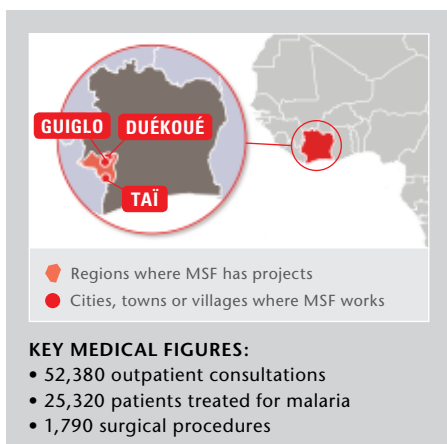 GUIGLO DUÉKOUÉ
TAÏ
Regions where MSF has projects
Cities, towns or villages where MSF works
KEY MEDICAL FIGURES:
• 52,380 outpatient consultations
• 25,320 patients treated for malaria
• 1,790 surgical procedures